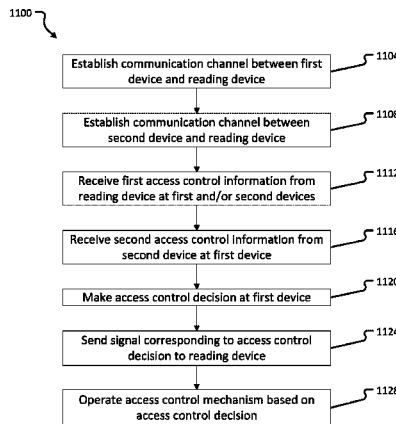 1100
Establish communication channel between first
device and reading device
1104
Establish communication channel between
second device and reading device
1108
Receive first access control information from
reading device at first and/or second devices
1112
Receive second access control information from
second device at first device
1116
Make access control decision at first device
1120
Send signal corresponding to access control
decision to reading device
1124
Operate access control mechanism based on
access control decision
1128